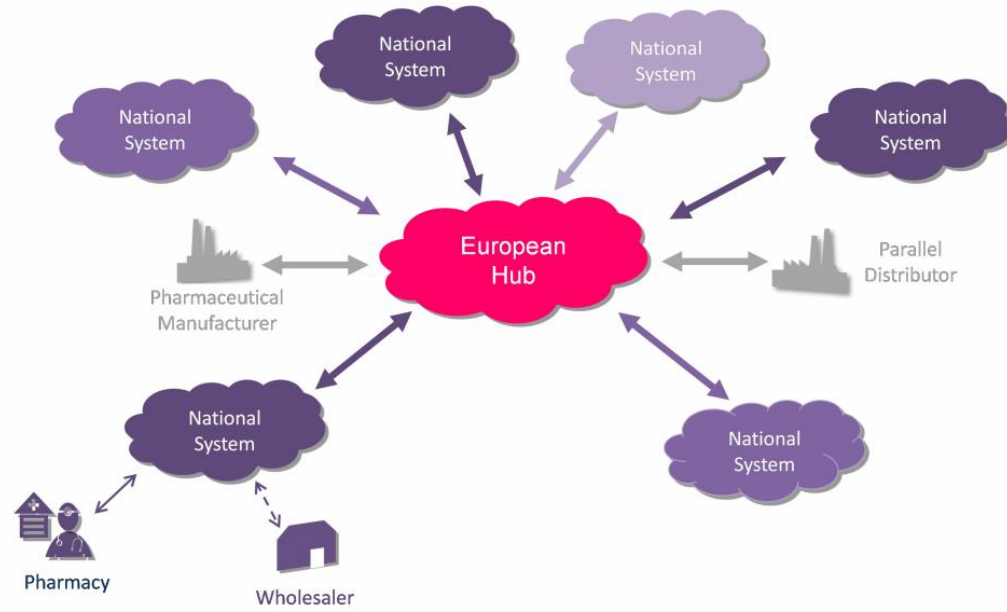 National
System
National
System
National
System
National
System
European
Hub
Pharmaceutical
Manufacturer
Parallel
Distributor
National
System
National
System
Pharmacy
Wholesaler